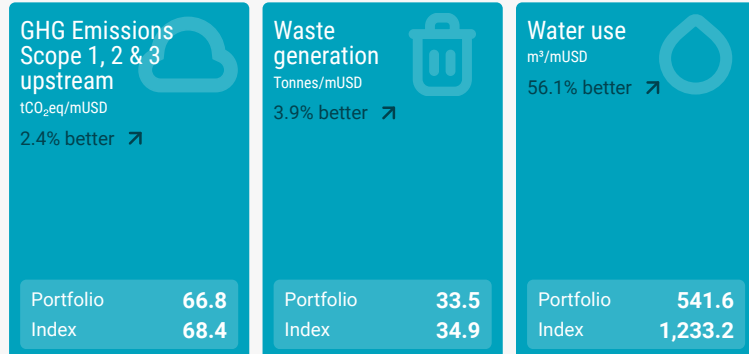 GHG Emissions
Scope 1, 2 & 3
upstream
tCO₂eq/mUSD
2.4% better
Portfolio 66.8
Index 68.4
Waste
generation
Tonnes/mUSD
3.9% better
Portfolio 33.5
Index 34.9
Water use
m³/mUSD
56.1% better
Portfolio 541.6
Index 1,233.2